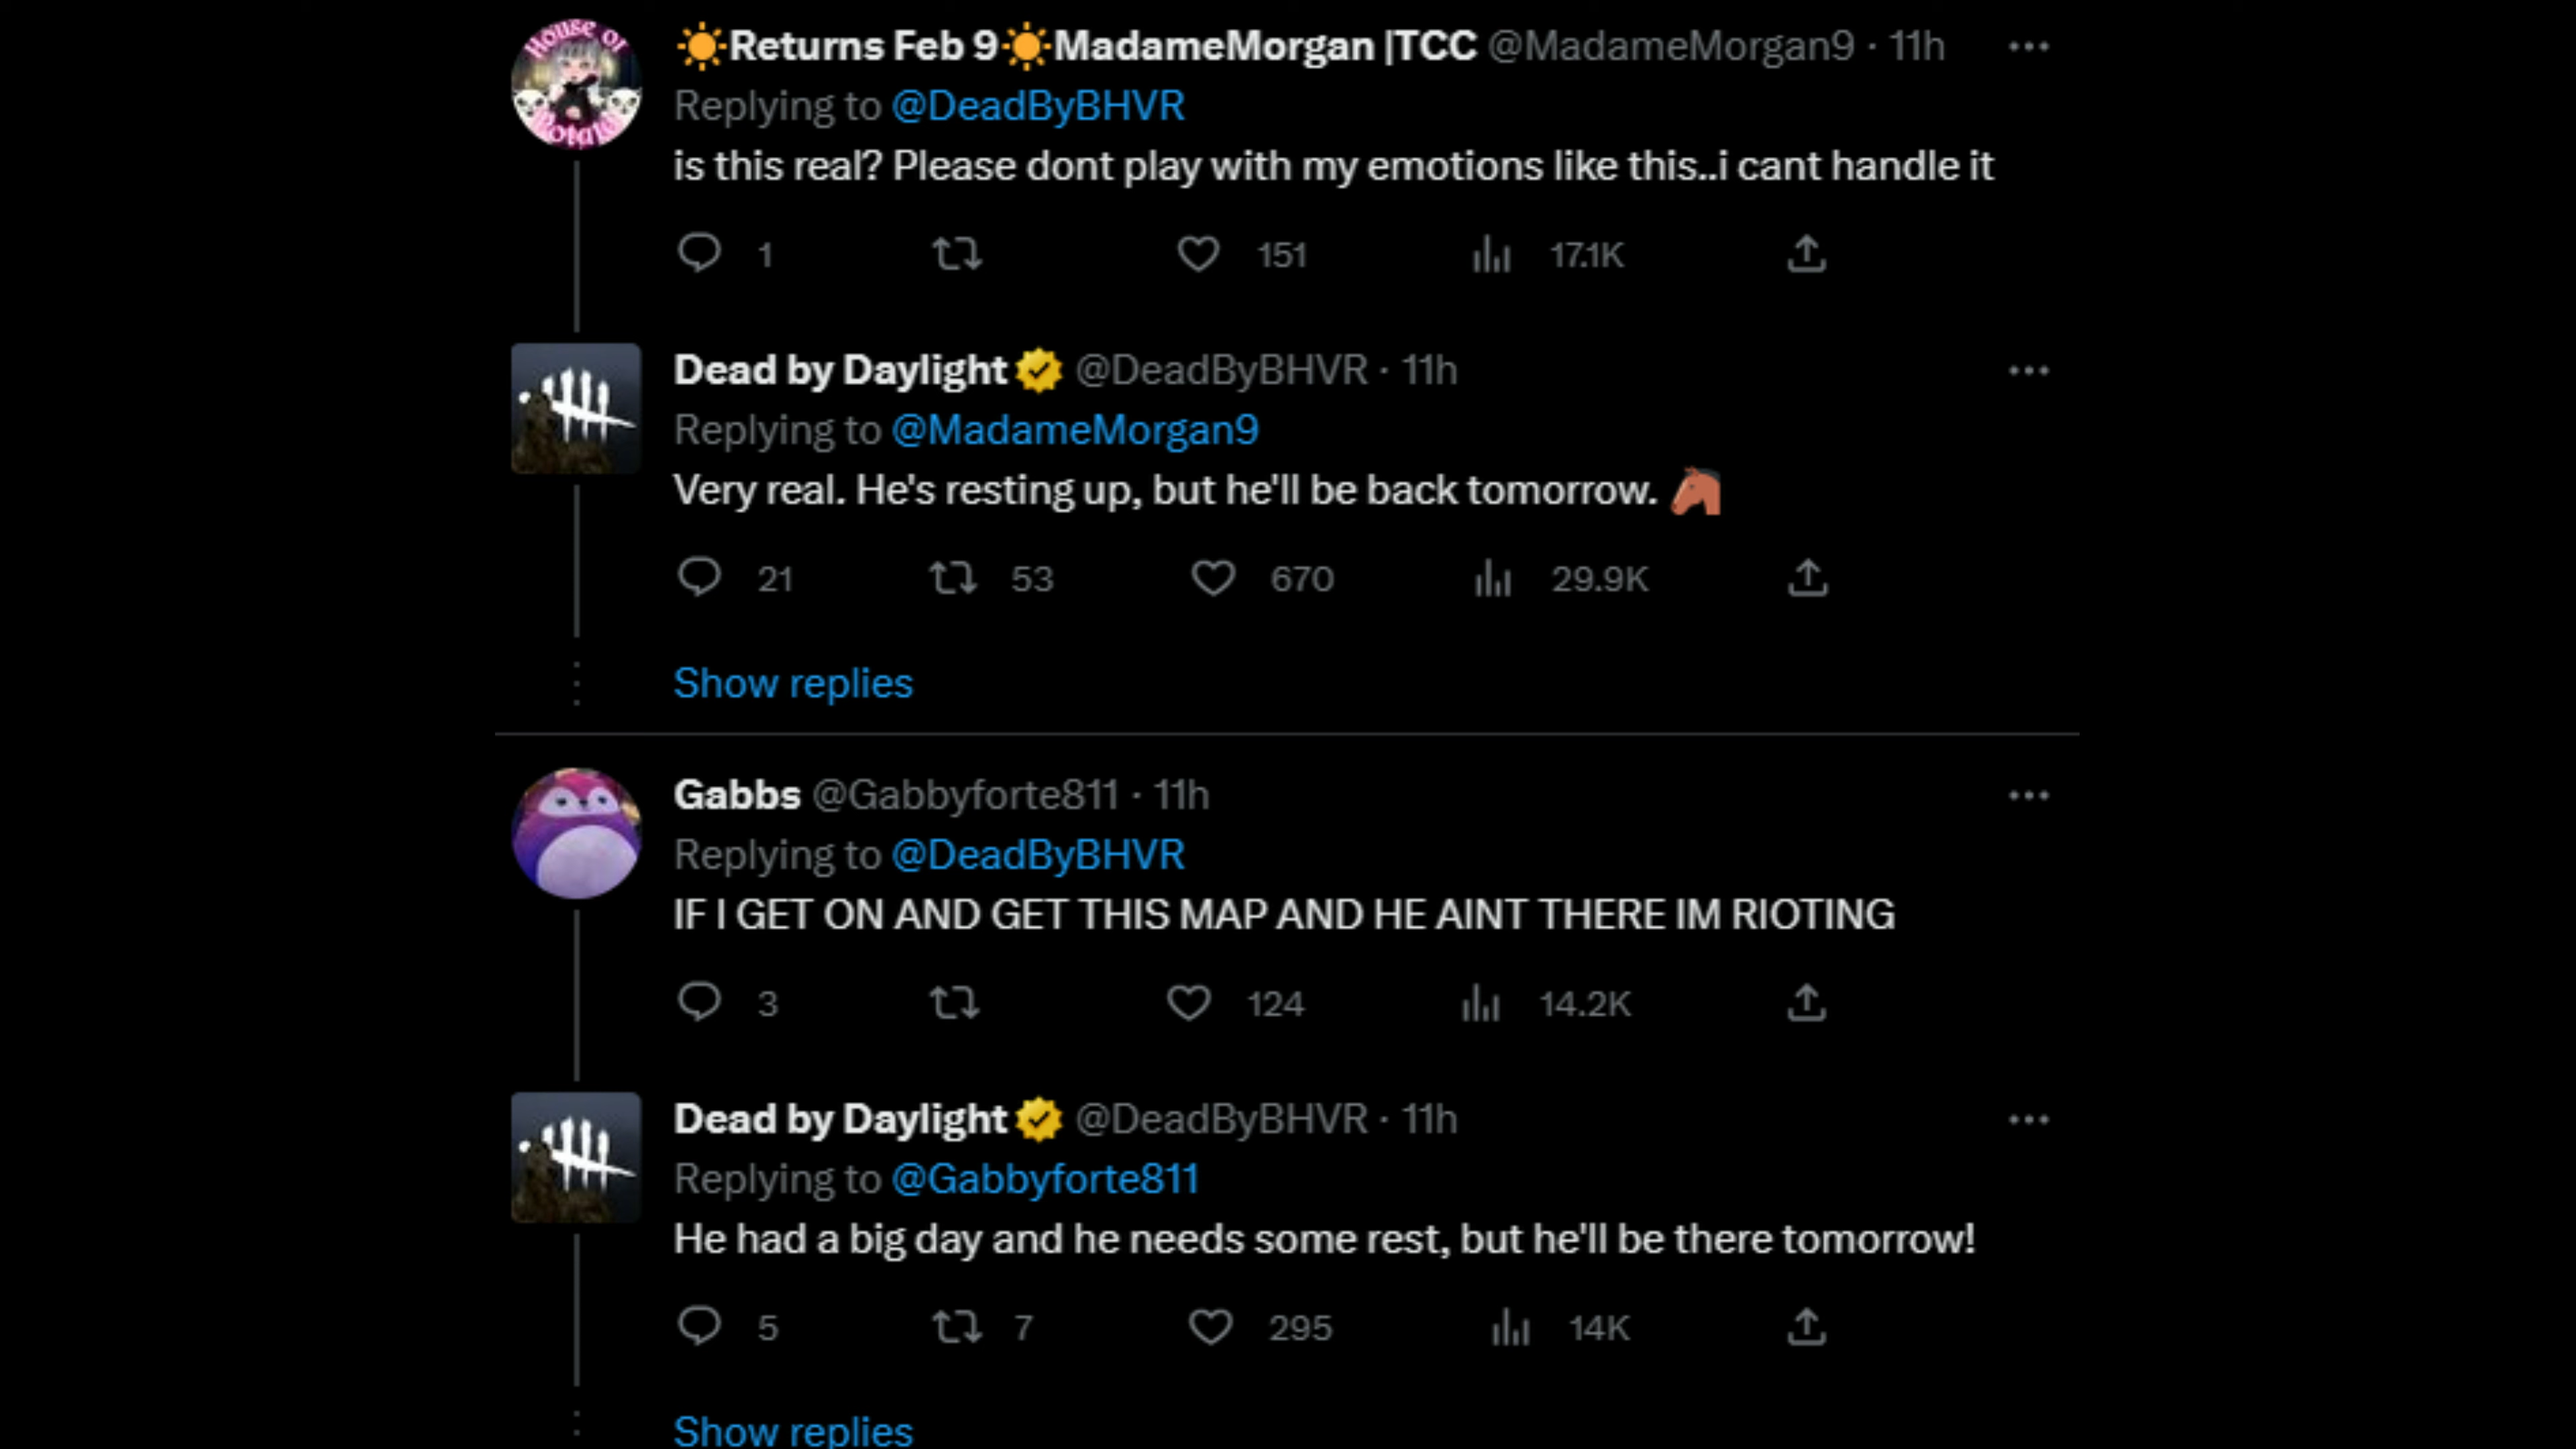 House of
Rotalu
☀️Returns Feb 9☀️MadameMorgan |TCC @MadameMorgan9 · 11h
Replying to @DeadByBHVR
is this real? Please dont play with my emotions like this..i cant handle it
1 151 17.1K
Dead by Daylight @DeadByBHVR · 11h
Replying to @MadameMorgan9
Very real. He's resting up, but he'll be back tomorrow. 🐴
21 53 670 29.9K
Show replies
Gabbs @Gabbyforte811 · 11h
Replying to @DeadByBHVR
IF I GET ON AND GET THIS MAP AND HE AINT THERE IM RIOTING
3 124 14.2K
Dead by Daylight @DeadByBHVR · 11h
Replying to @Gabbyforte811
He had a big day and he needs some rest, but he'll be there tomorrow!
5 7 295 14K
Show replies